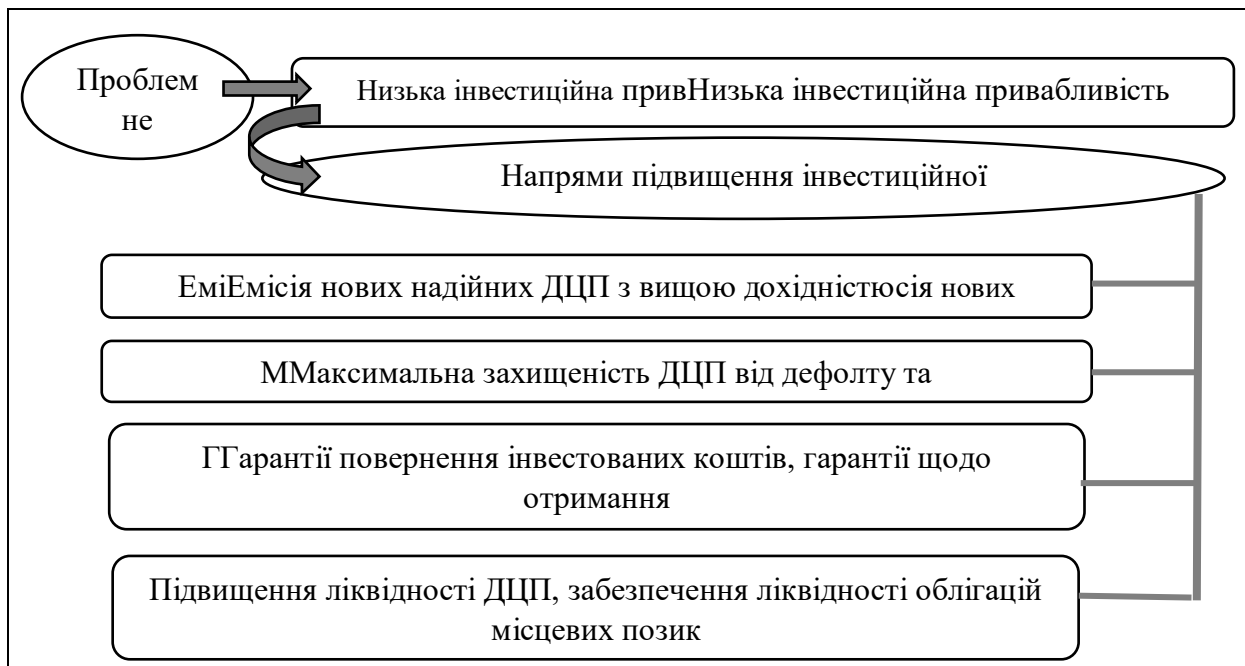 Проблем
не
Низька інвестиційна привНизька інвестиційна привабливість
Напрями підвищення інвестиційної
ЕміЕмісія нових надійних ДЦП з вищою дохідністюсія нових
ММаксимальна захищеність ДЦП від дефолту та
ГГарантії повернення інвестованих коштів, гарантії щодо
отримання
Підвищення ліквідності ДЦП, забезпечення ліквідності облігацій
місцевих позик